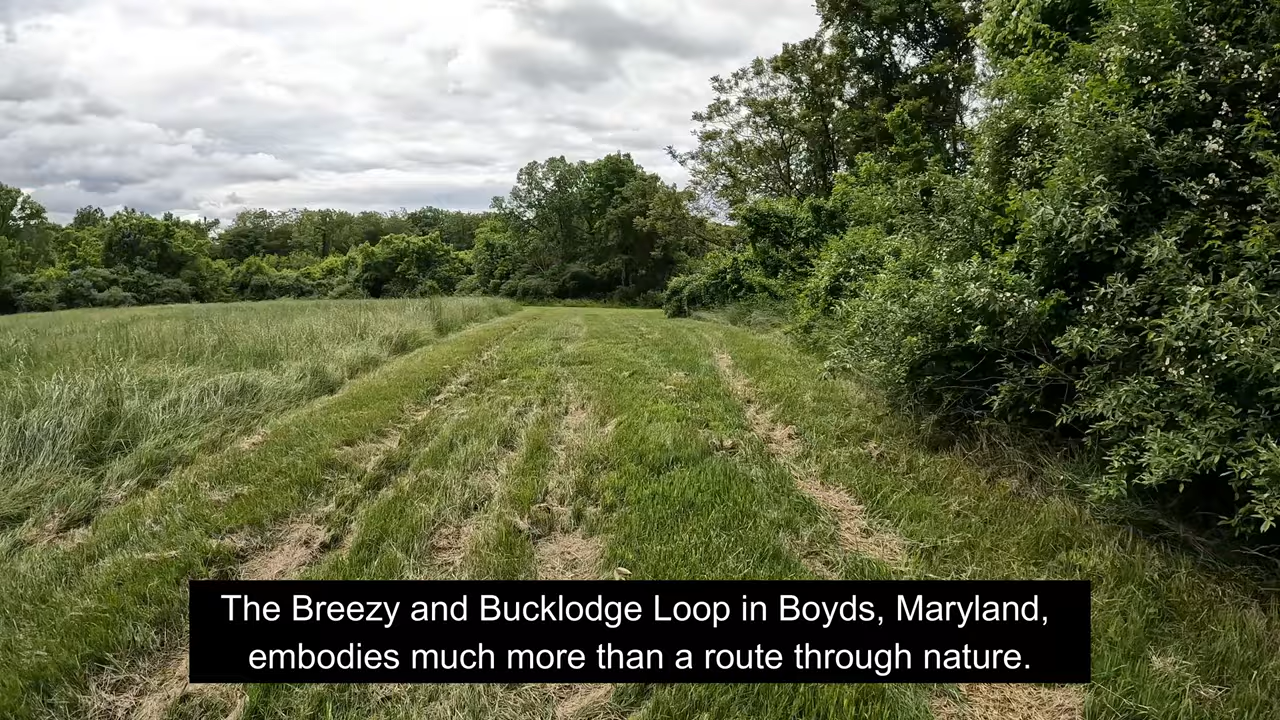 The Breezy and Bucklodge Loop in Boyds, Maryland,
embodies much more than a route through nature.